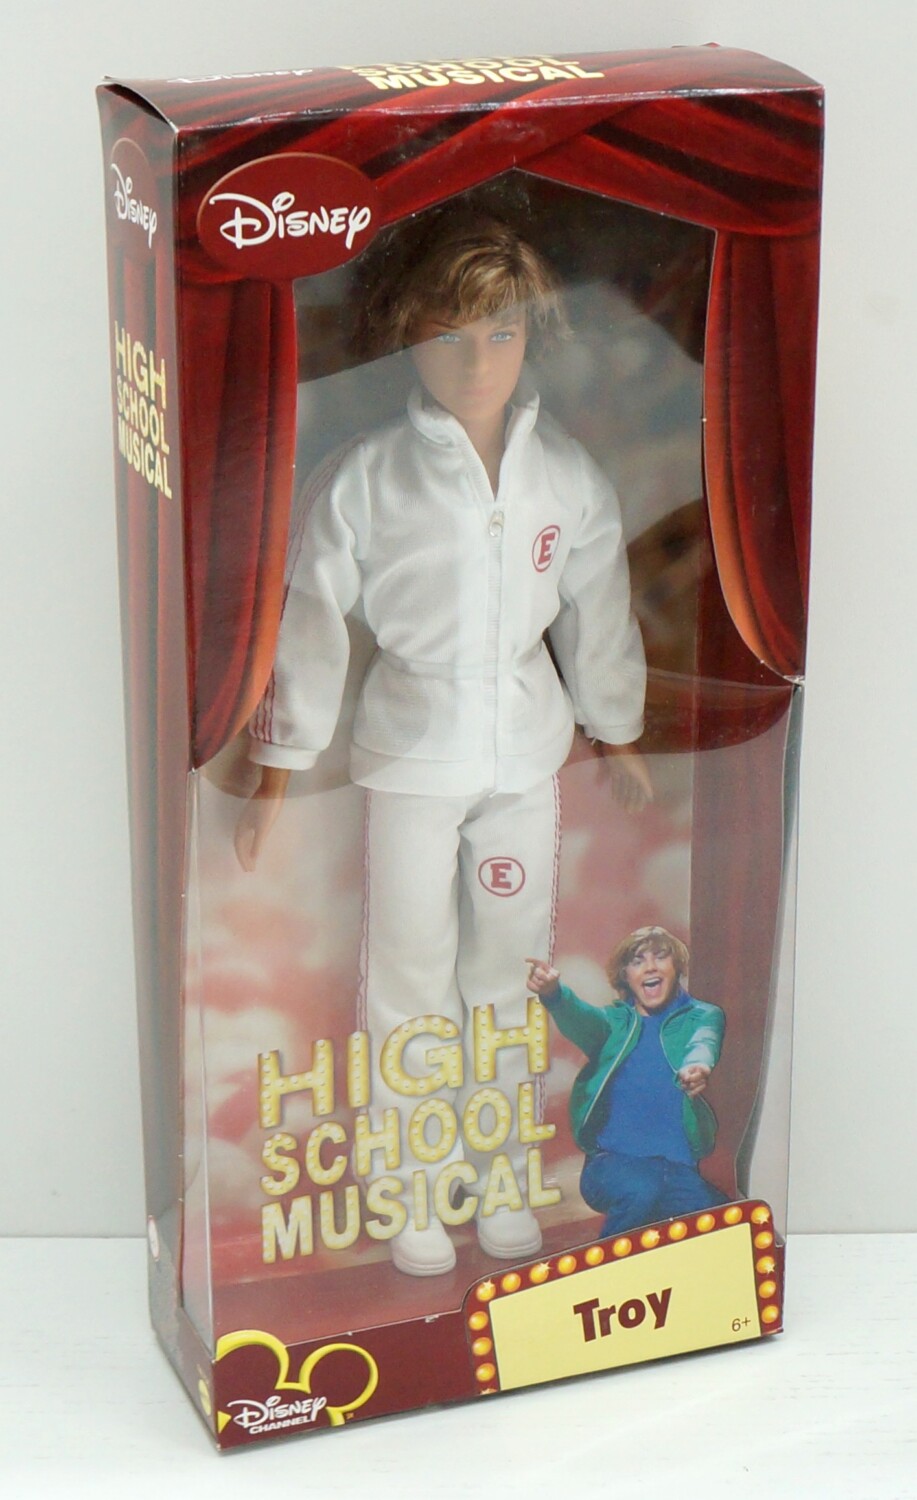 Disney
SCHOOL
MUSICAL
Disney
HIGH
SCHOOL
MUSICAL
Disney
E
E
HIGH
SCHOOL
MUSICAL
Troy
6+
Disney
CHANNEL